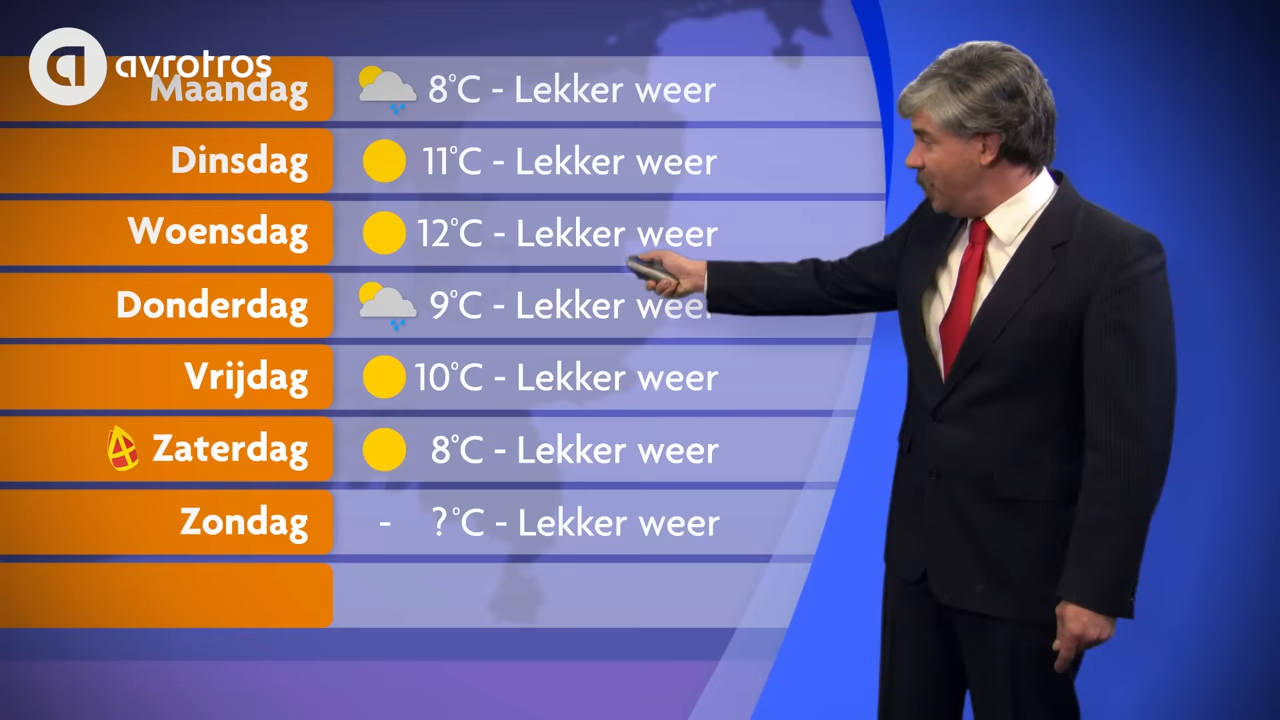 avrotros
Maandag 8°C - Lekker weer
Dinsdag 11°C - Lekker weer
Woensdag 12°C - Lekker weer
Donderdag 9°C - Lekker weer
Vrijdag 10°C - Lekker weer
Zaterdag 8°C - Lekker weer
Zondag - ?°C - Lekker weer